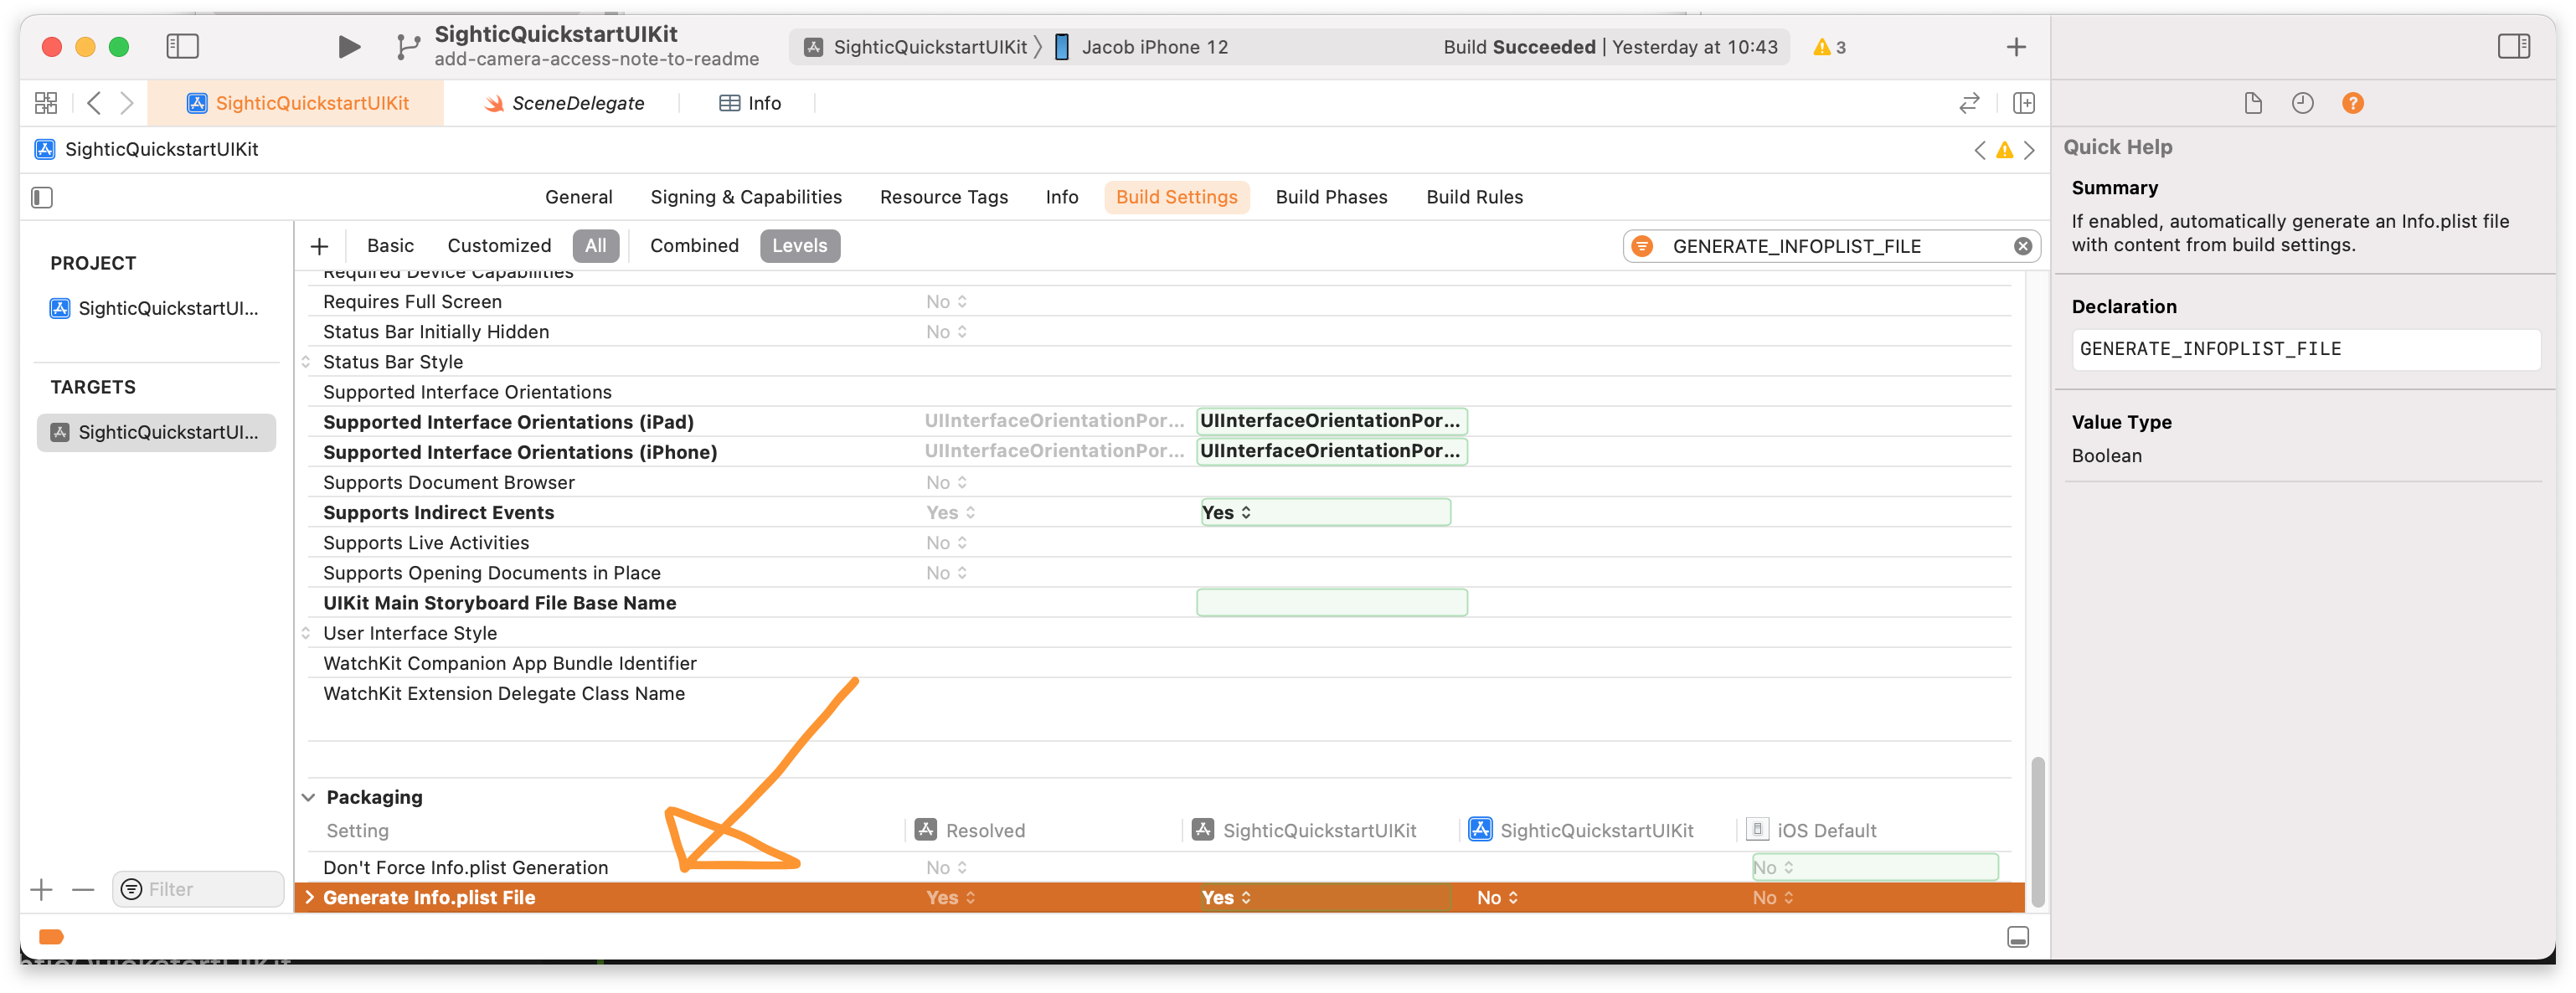 SighticQuickstartUIKit
add-camera-access-note-to-readme
SighticQuickstartUIKit
Jacob iPhone 12
Build Succeeded | Yesterday at 10:43
3
SighticQuickstartUIKit
SceneDelegate
Info
SighticQuickstartUIKit
General
Signing & Capabilities
Resource Tags
Info
Build Settings
Build Phases
Build Rules
PROJECT
SighticQuickstartUI...
TARGETS
SighticQuickstartUI...
Filter
Basic
Customized
All
Combined
Levels
GENERATE_INFOPLIST_FILE
Required Device Capabilities
Requires Full Screen No
Status Bar Initially Hidden No
Status Bar Style
Supported Interface Orientations
Supported Interface Orientations (iPad) UIInterfaceOrientationPor... UIInterfaceOrientationPor...
Supported Interface Orientations (iPhone) UIInterfaceOrientationPor... UIInterfaceOrientationPor...
Supports Document Browser No
Supports Indirect Events Yes Yes
Supports Live Activities No
Supports Opening Documents in Place No
UIKit Main Storyboard File Base Name
User Interface Style
WatchKit Companion App Bundle Identifier
WatchKit Extension Delegate Class Name
Packaging
Setting Resolved SighticQuickstartUIKit SighticQuickstartUIKit iOS Default
Don't Force Info.plist Generation No No
Generate Info.plist File Yes Yes No No
Quick Help
Summary
If enabled, automatically generate an Info.plist file
with content from build settings.
Declaration
GENERATE_INFOPLIST_FILE
Value Type
Boolean